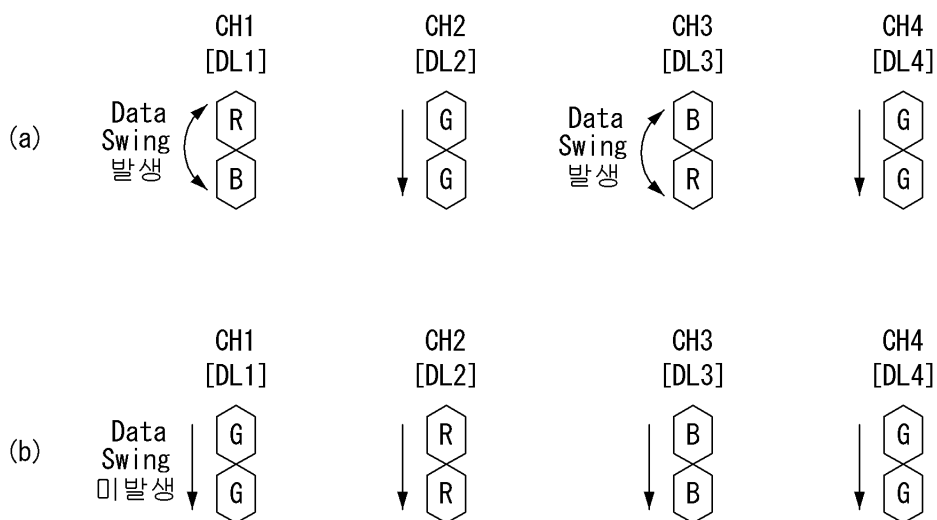 CH1 CH2 CH3 CH4
[DL1] [DL2] [DL3] [DL4]
(a)
Data
Swing
발생
R
B
G
G
Data
Swing
발생
B
R
G
G
CH1 CH2 CH3 CH4
[DL1] [DL2] [DL3] [DL4]
(b)
Data
Swing
미발생
G
G
R
R
B
B
G
G